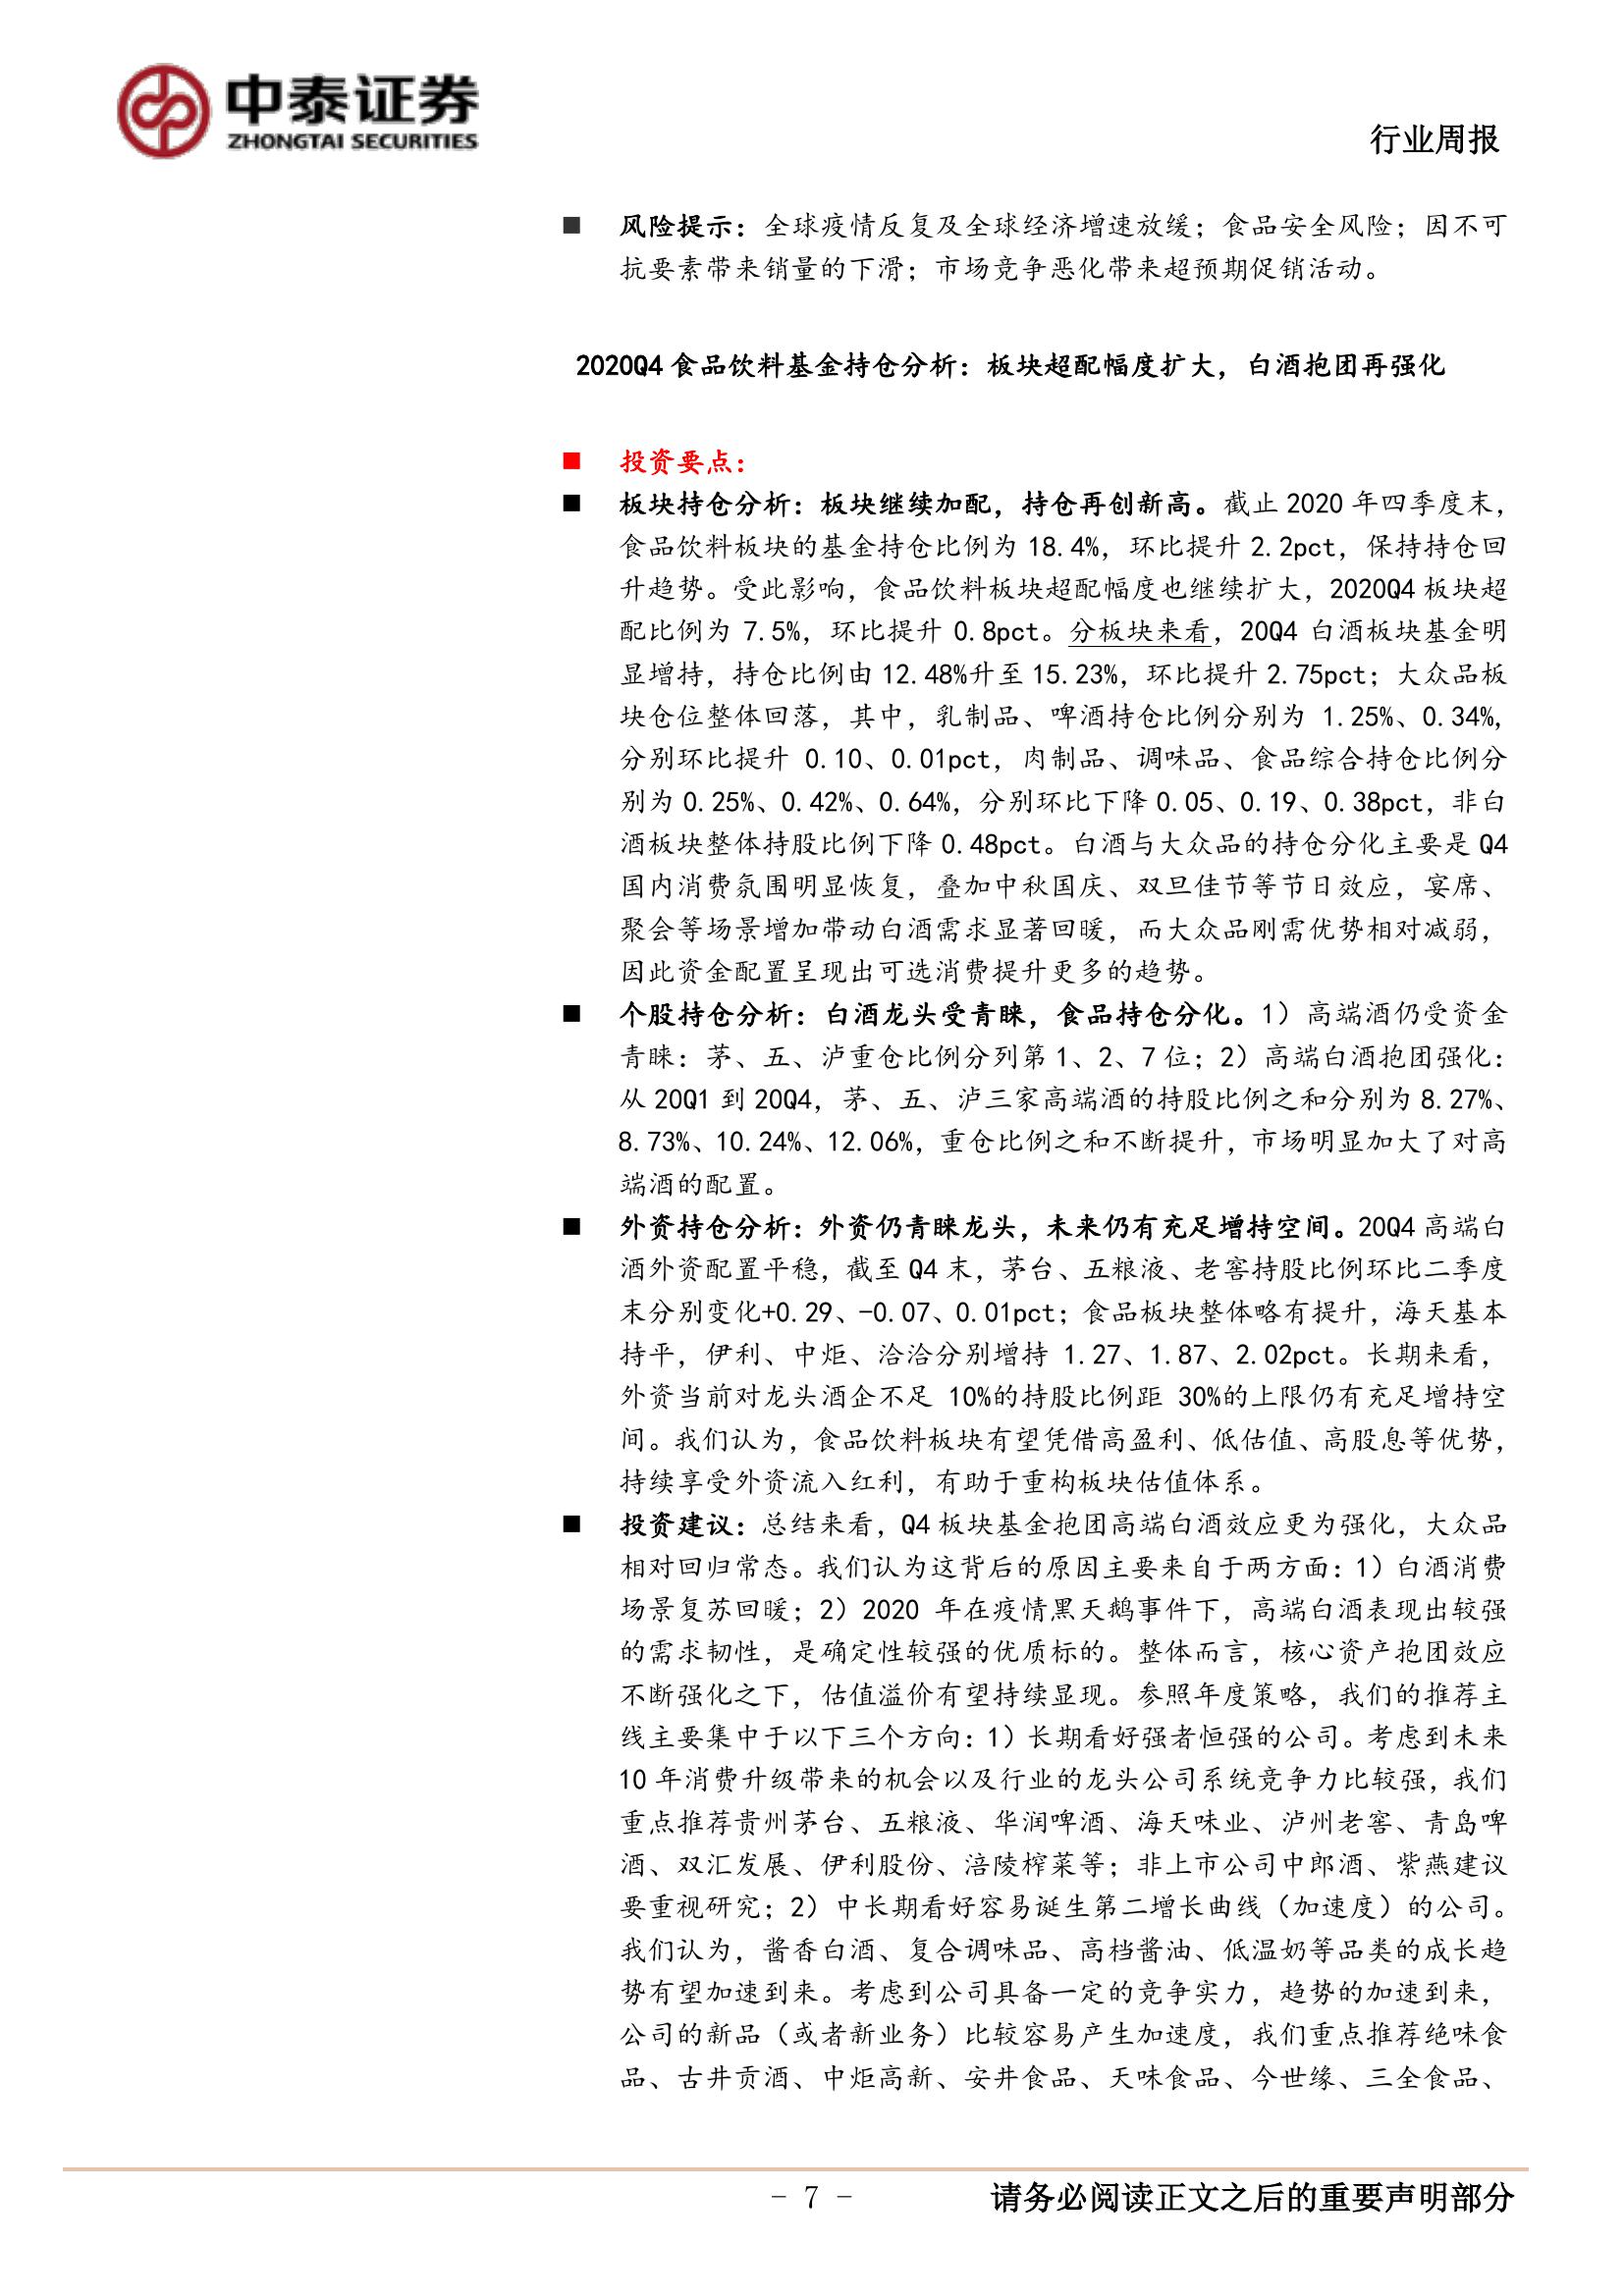 中泰证券
ZHONGTAI SECURITIES
行业周报
■ 风险提示：全球疫情反复及全球经济增速放缓；食品安全风险；因不可
抗要素带来销量的下滑；市场竞争恶化带来超预期促销活动。
2020Q4 食品饮料基金持仓分析：板块超配幅度扩大，白酒抱团再强化
■ 投资要点：
■ 板块持仓分析：板块继续加配，持仓再创新高。截止 2020 年四季度末，
食品饮料板块的基金持仓比例为 18.4%，环比提升 2.2pct，保持持仓回
升趋势。受此影响，食品饮料板块超配幅度也继续扩大，2020Q4 板块超
配比例为 7.5%，环比提升 0.8pct。分板块来看，20Q4 白酒板块基金明
显增持，持仓比例由 12.48%升至 15.23%，环比提升 2.75pct；大众品板
块仓位整体回落，其中，乳制品、啤酒持仓比例分别为 1.25%、0.34%，
分别环比提升 0.10、0.01pct，肉制品、调味品、食品综合持仓比例分
别为 0.25%、0.42%、0.64%，分别环比下降 0.05、0.19、0.38pct，非白
酒板块整体持股比例下降 0.48pct。白酒与大众品的持仓分化主要是 Q4
国内消费氛围明显恢复，叠加中秋国庆、双旦佳节等节日效应，宴席、
聚会等场景增加带动白酒需求显著回暖，而大众品刚需优势相对减弱，
因此资金配置呈现出可选消费提升更多的趋势。
■ 个股持仓分析：白酒龙头受青睐，食品持仓分化。1）高端酒仍受资金
青睐：茅、五、泸重仓比例分列第 1、2、7 位；2）高端白酒抱团强化：
从 20Q1 到 20Q4，茅、五、泸三家高端酒的持股比例之和分别为 8.27%、
8.73%、10.24%、12.06%，重仓比例之和不断提升，市场明显加大了对高
端酒的配置。
■ 外资持仓分析：外资仍青睐龙头，未来仍有充足增持空间。20Q4 高端白
酒外资配置平稳，截至 Q4 末，茅台、五粮液、老窖持股比例环比二季度
末分别变化+0.29、-0.07、0.01pct；食品板块整体略有提升，海天基本
持平，伊利、中炬、洽洽分别增持 1.27、1.87、2.02pct。长期来看，
外资当前对龙头酒企不足 10%的持股比例距 30%的上限仍有充足增持空
间。我们认为，食品饮料板块有望凭借高盈利、低估值、高股息等优势，
持续享受外资流入红利，有助于重构板块估值体系。
■ 投资建议：总结来看，Q4 板块基金抱团高端白酒效应更为强化，大众品
相对回归常态。我们认为这背后的原因主要来自于两方面：1）白酒消费
场景复苏回暖；2）2020 年在疫情黑天鹅事件下，高端白酒表现出较强
的需求韧性，是确定性较强的优质标的。整体而言，核心资产抱团效应
不断强化之下，估值溢价有望持续显现。参照年度策略，我们的推荐主
线主要集中于以下三个方向：1）长期看好强者恒强的公司。考虑到未来
10 年消费升级带来的机会以及行业的龙头公司系统竞争力比较强，我们
重点推荐贵州茅台、五粮液、华润啤酒、海天味业、泸州老窖、青岛啤
酒、双汇发展、伊利股份、涪陵榨菜等；非上市公司中郎酒、紫燕建议
要重视研究；2）中长期看好容易诞生第二增长曲线（加速度）的公司。
我们认为，酱香白酒、复合调味品、高档酱油、低温奶等品类的成长趋
势有望加速到来。考虑到公司具备一定的竞争实力，趋势的加速到来，
公司的新品（或者新业务）比较容易产生加速度，我们重点推荐绝味食
品、古井贡酒、中炬高新、安井食品、天味食品、今世缘、三全食品、
- 7 -
请务必阅读正文之后的重要声明部分